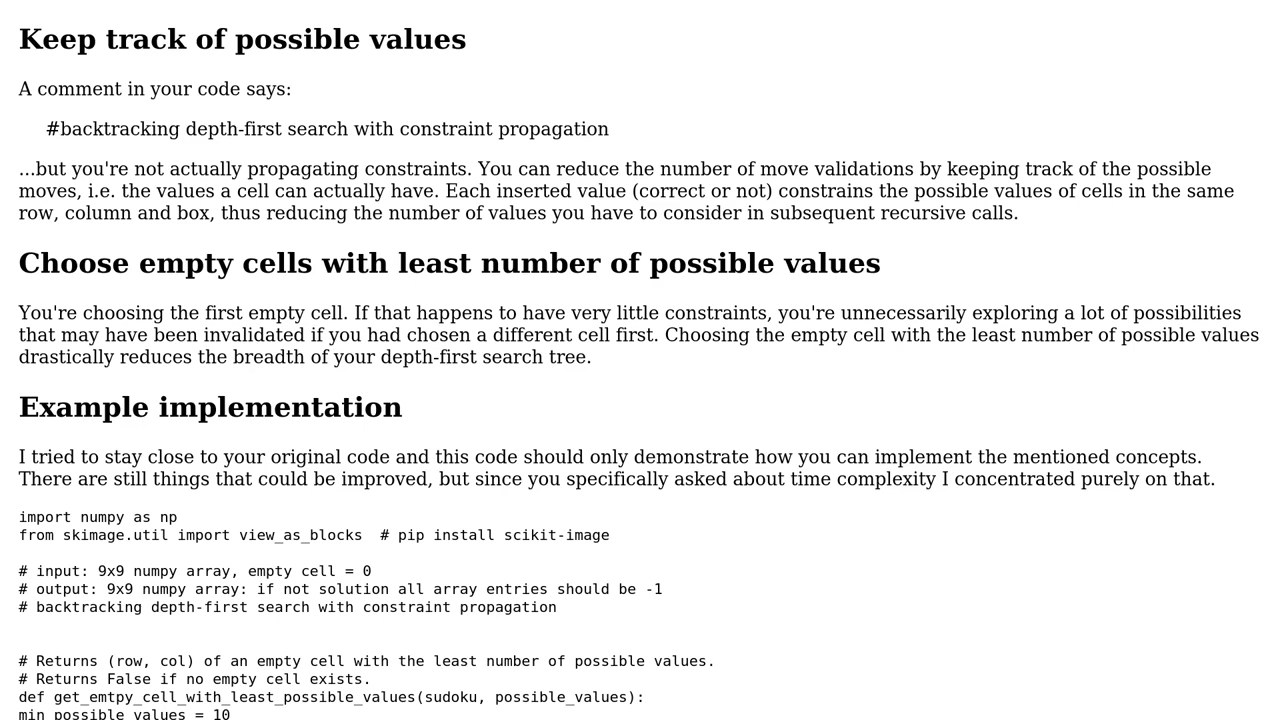 Keep track of possible values
A comment in your code says:
#backtracking depth-first search with constraint propagation
...but you're not actually propagating constraints. You can reduce the number of move validations by keeping track of the possible
moves, i.e. the values a cell can actually have. Each inserted value (correct or not) constrains the possible values of cells in the same
row, column and box, thus reducing the number of values you have to consider in subsequent recursive calls.
Choose empty cells with least number of possible values
You're choosing the first empty cell. If that happens to have very little constraints, you're unnecessarily exploring a lot of possibilities
that may have been invalidated if you had chosen a different cell first. Choosing the empty cell with the least number of possible values
drastically reduces the breadth of your depth-first search tree.
Example implementation
I tried to stay close to your original code and this code should only demonstrate how you can implement the mentioned concepts.
There are still things that could be improved, but since you specifically asked about time complexity I concentrated purely on that.
import numpy as np
from skimage.util import view_as_blocks  # pip install scikit-image
# input: 9x9 numpy array, empty cell = 0
# output: 9x9 numpy array: if not solution all array entries should be -1
# backtracking depth-first search with constraint propagation
# Returns (row, col) of an empty cell with the least number of possible values.
# Returns False if no empty cell exists.
def get_emtpy_cell_with_least_possible_values(sudoku, possible_values):
min_possible_values = 10